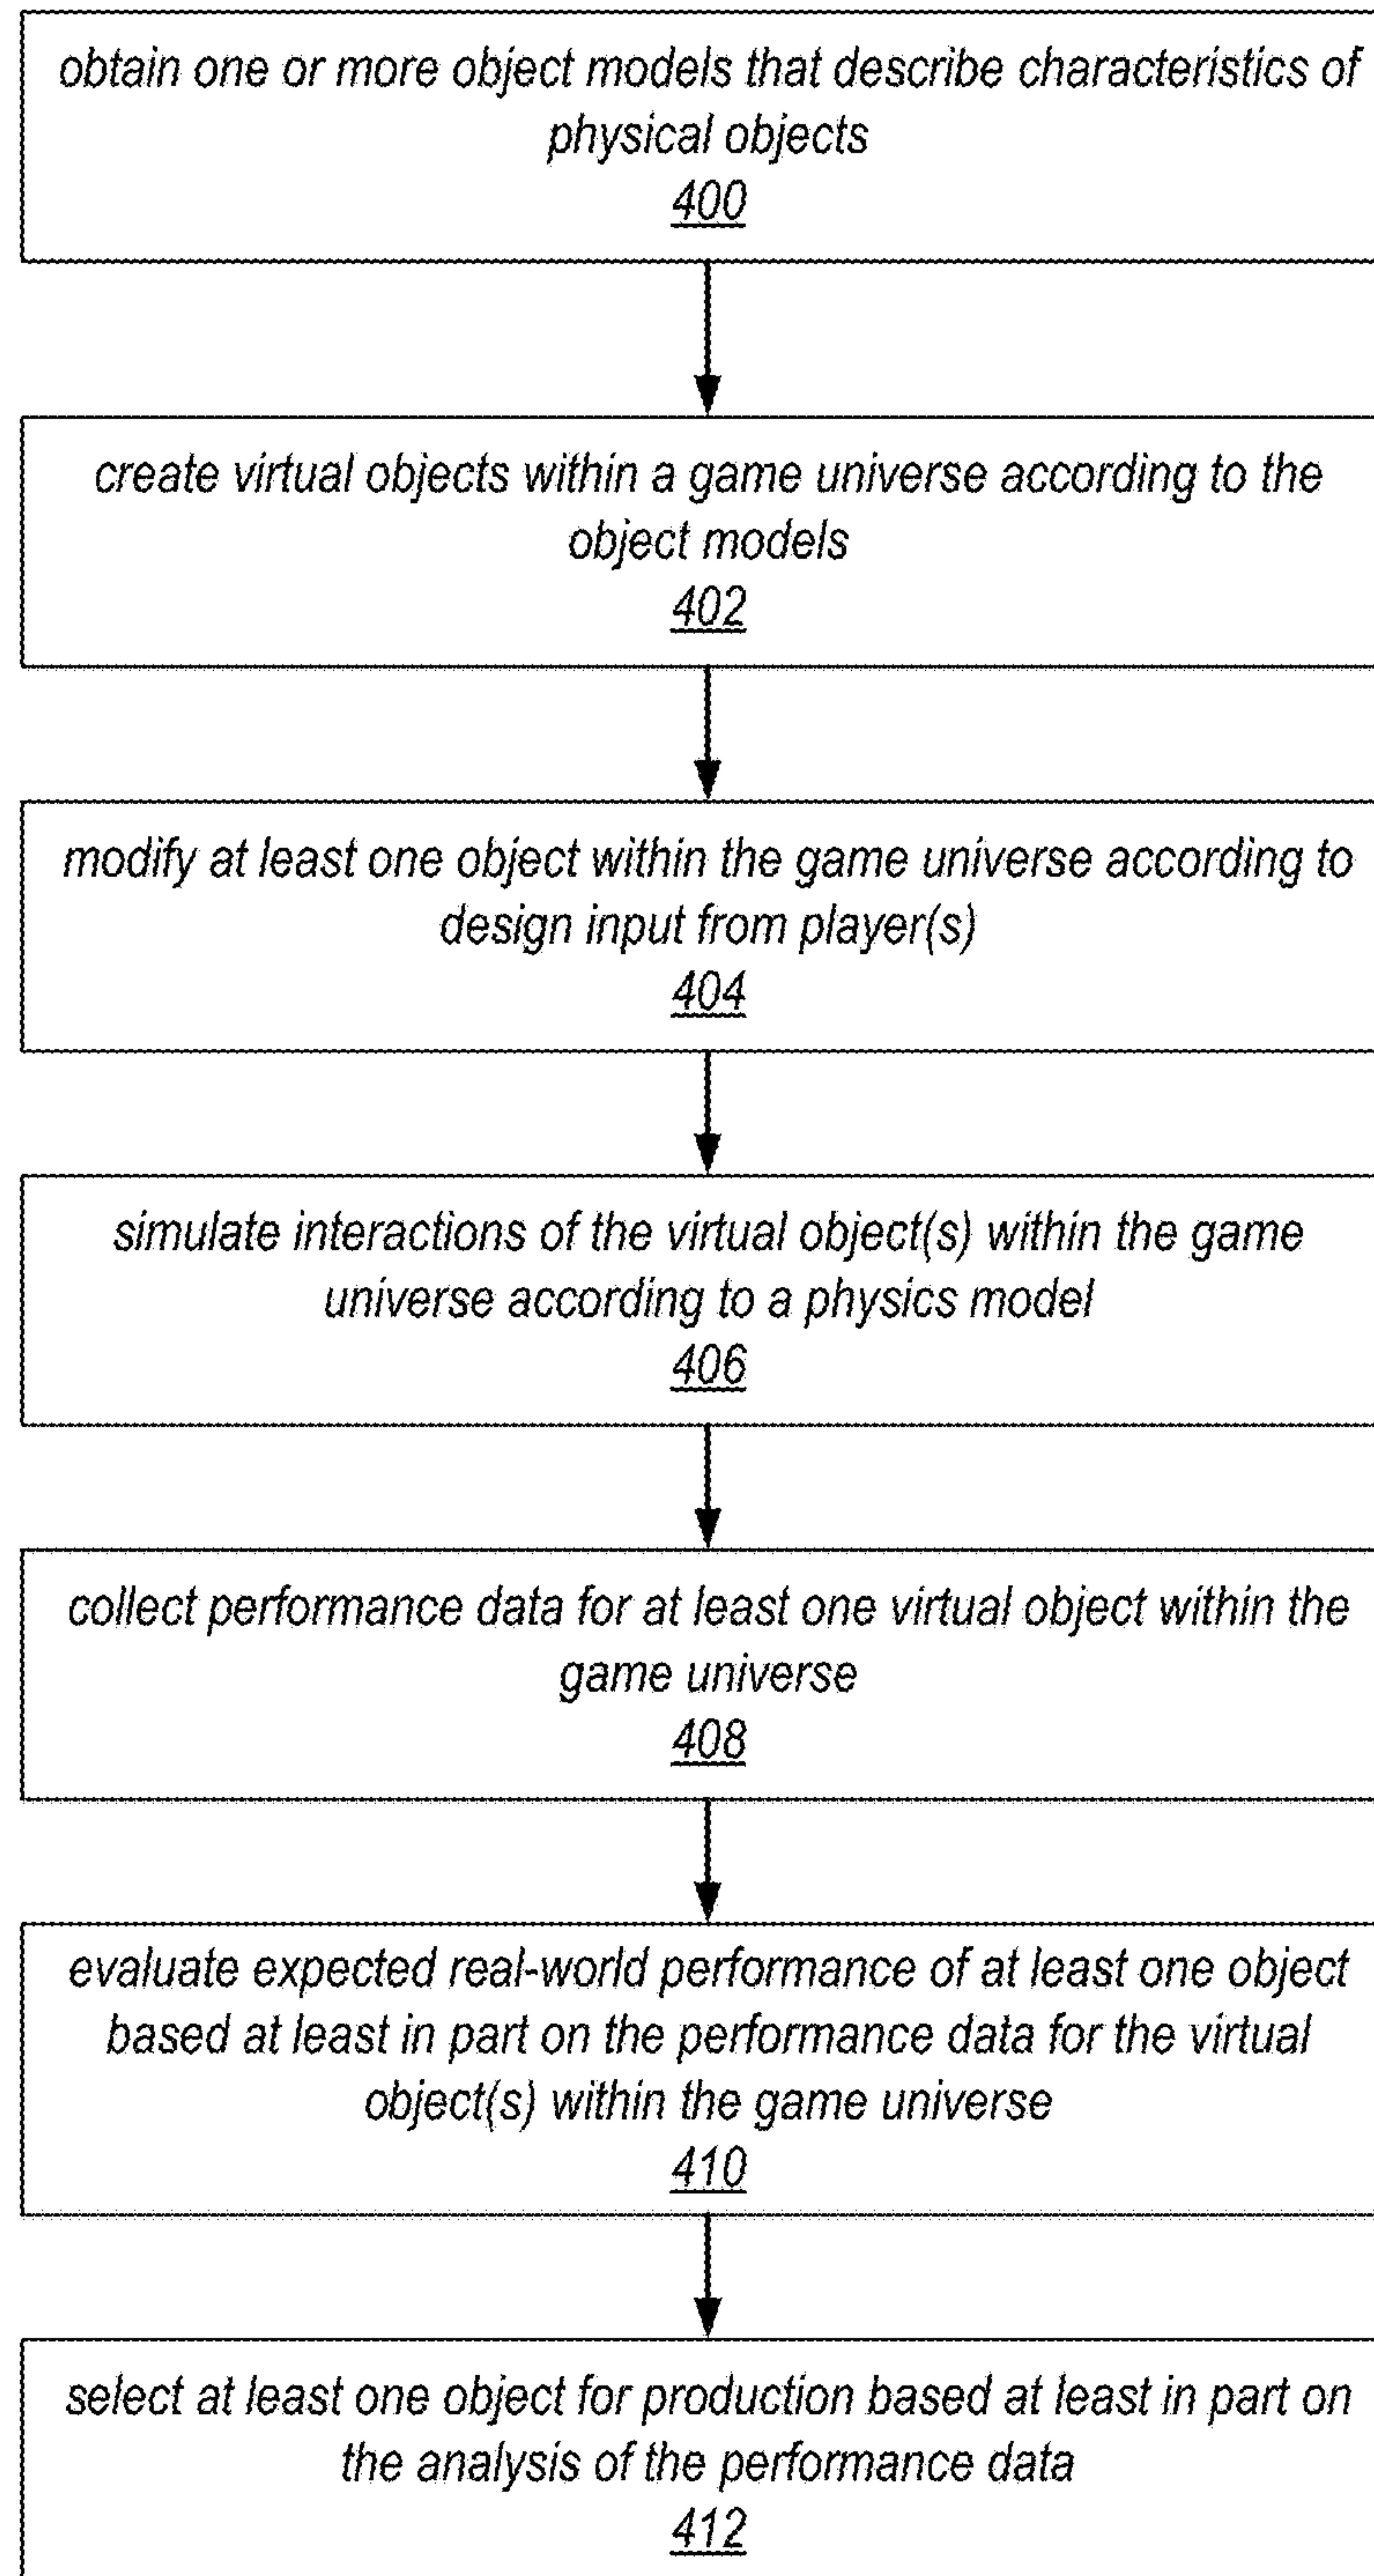 obtain one or more object models that describe characteristics of
physical objects
400
create virtual objects within a game universe according to the
object models
402
modify at least one object within the game universe according to
design input from player(s)
404
simulate interactions of the virtual object(s) within the game
universe according to a physics model
406
collect performance data for at least one virtual object within the
game universe
408
evaluate expected real-world performance of at least one object
based at least in part on the performance data for the virtual
object(s) within the game universe
410
select at least one object for production based at least in part on
the analysis of the performance data
412